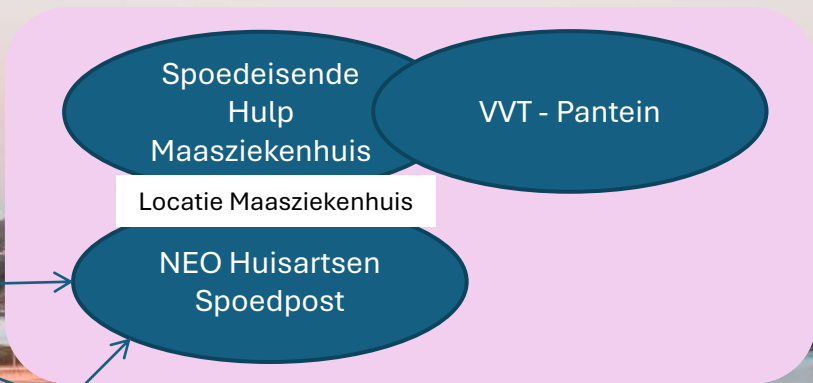 Spoedeisende
Hulp
Maasziekenhuis
VVT - Pantein
Locatie Maasziekenhuis
NEO Huisartsen
Spoedpost